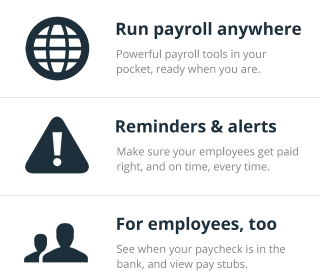 Run payroll anywhere
Powerful payroll tools in your
pocket, ready when you are.
Reminders & alerts
Make sure your employees get paid
right, and on time, every time.
For employees, too
See when your paycheck is in the
bank, and view pay stubs.